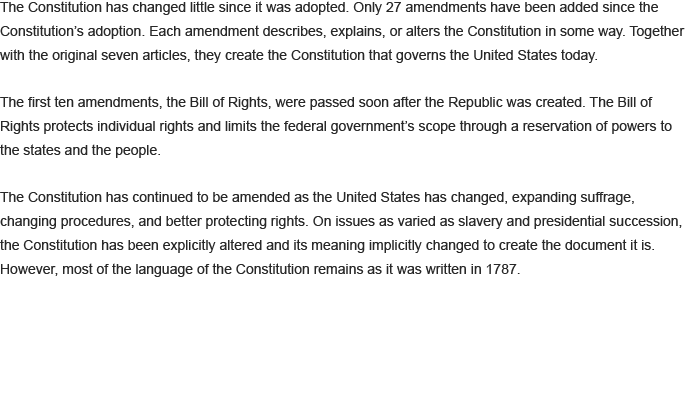 The Constitution has changed little since it was adopted. Only 27 amendments have been added since the
Constitution’s adoption. Each amendment describes, explains, or alters the Constitution in some way. Together
with the original seven articles, they create the Constitution that governs the United States today.
The first ten amendments, the Bill of Rights, were passed soon after the Republic was created. The Bill of
Rights protects individual rights and limits the federal government’s scope through a reservation of powers to
the states and the people.
The Constitution has continued to be amended as the United States has changed, expanding suffrage,
changing procedures, and better protecting rights. On issues as varied as slavery and presidential succession,
the Constitution has been explicitly altered and its meaning implicitly changed to create the document it is.
However, most of the language of the Constitution remains as it was written in 1787.